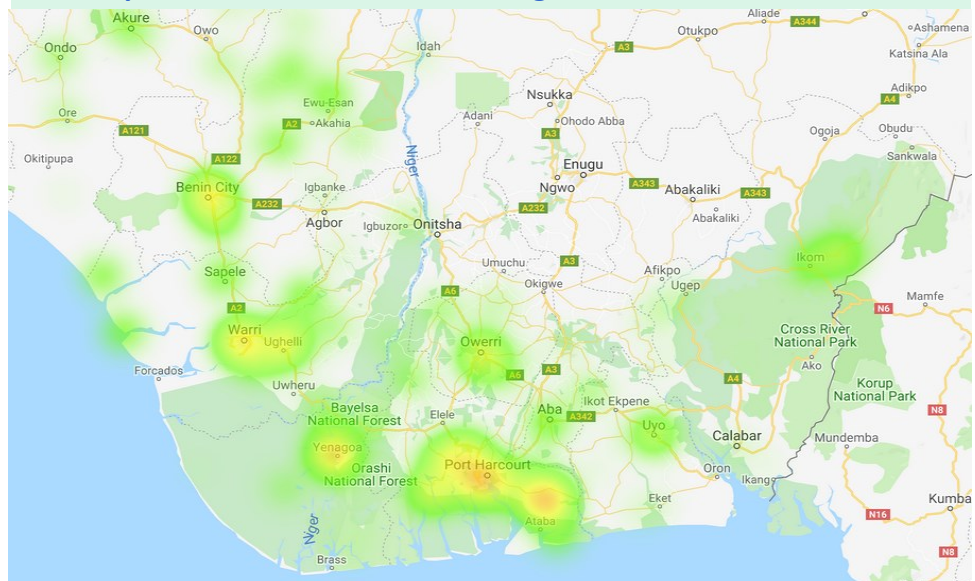 Akure
Owo
Ondo
Idah
Otukpo
Aliade
A344
Ashamena
Katsina Ala
A3
Adikpo
A4
Ore
Ewu-Esan
Akahia
A2
A121
Nsukka
Adani
Ohodo Abba
A3
Ogoja
Obudu
Sankwala
Okitipupa
A122
Niger
Enugu
Ngwo
A343
Abakaliki
A343
Abakaliki
Benin City
A232
Igbanke
Agbor
Igbuzor
Onitsha
A232
Umuchu
A3
Okigwe
Afikpo
Ugep
Ikom
Sapele
A2
A6
N6
Mamfe
Warri
Ughelli
Owerri
A6
A3
Cross River
National Park
Ako
Forcados
Uwheru
A4
Korup
National Park
Bayelsa
National Forest
Elele
Aba
A342
Ikot Ekpene
Uyo
Calabar
N8
Mundemba
Yenagoa
Orashi
National Forest
Port Harcourt
Oron
Ikang
Eket
Ataba
Kumba
N16
N8
Niger
Brass